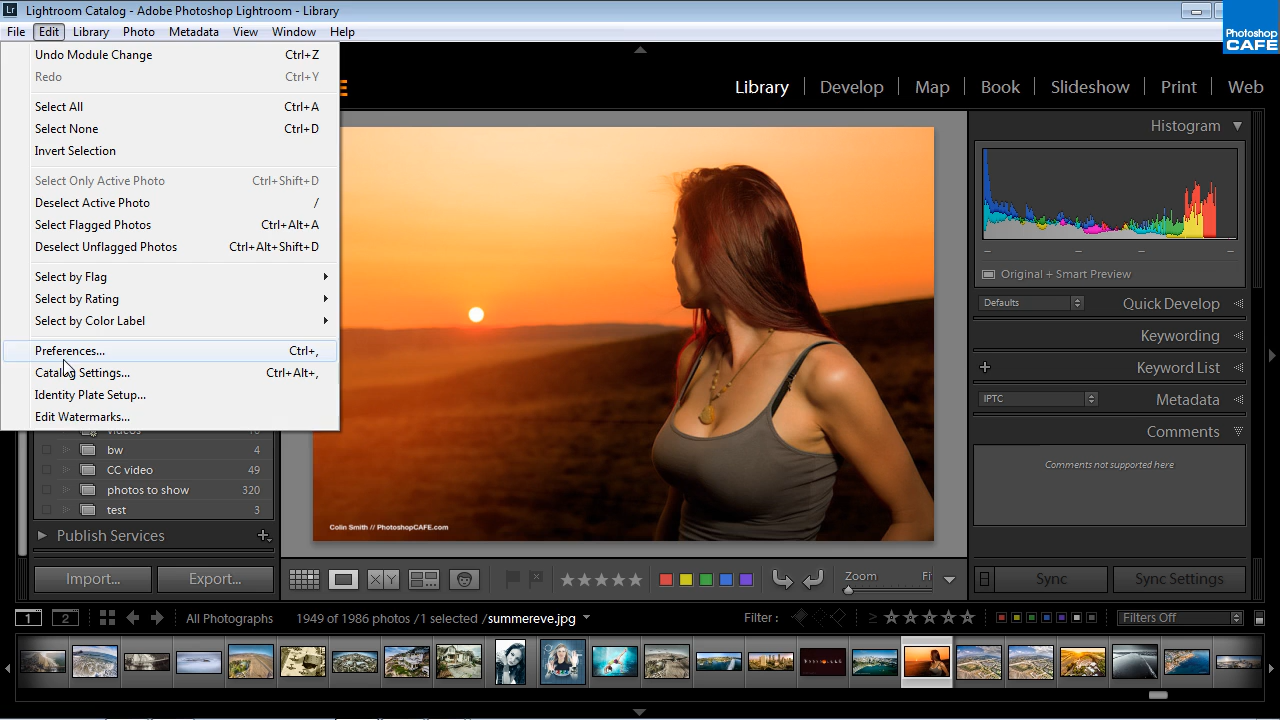 Lr Lightroom Catalog - Adobe Photoshop Lightroom - Library
Photoshop
CAFE
File Edit Library Photo Metadata View Window Help
Undo Module Change Ctrl+Z
Redo Ctrl+Y
Select All Ctrl+A
Select None Ctrl+D
Invert Selection
Select Only Active Photo Ctrl+Shift+D
Deselect Active Photo /
Select Flagged Photos Ctrl+Alt+A
Deselect Unflagged Photos Ctrl+Alt+Shift+D
Select by Flag
Select by Rating
Select by Color Label
Preferences... Ctrl+,
Catalog Settings... Ctrl+Alt+,
Identity Plate Setup...
Edit Watermarks...
Library Develop Map Book Slideshow Print Web
Histogram
Original + Smart Preview
Defaults Quick Develop
Keywording
Keyword List
IPTC Metadata
Comments
Comments not supported here
bw 4
CC video 49
photos to show 320
test 3
Publish Services
Import... Export...
Colin Smith // PhotoshopCAFE.com
XY
Zoom Fi
Sync Sync Settings
1 2 All Photographs 1949 of 1986 photos /1 selected /summereve.jpg Filter : ≥ Filters Off